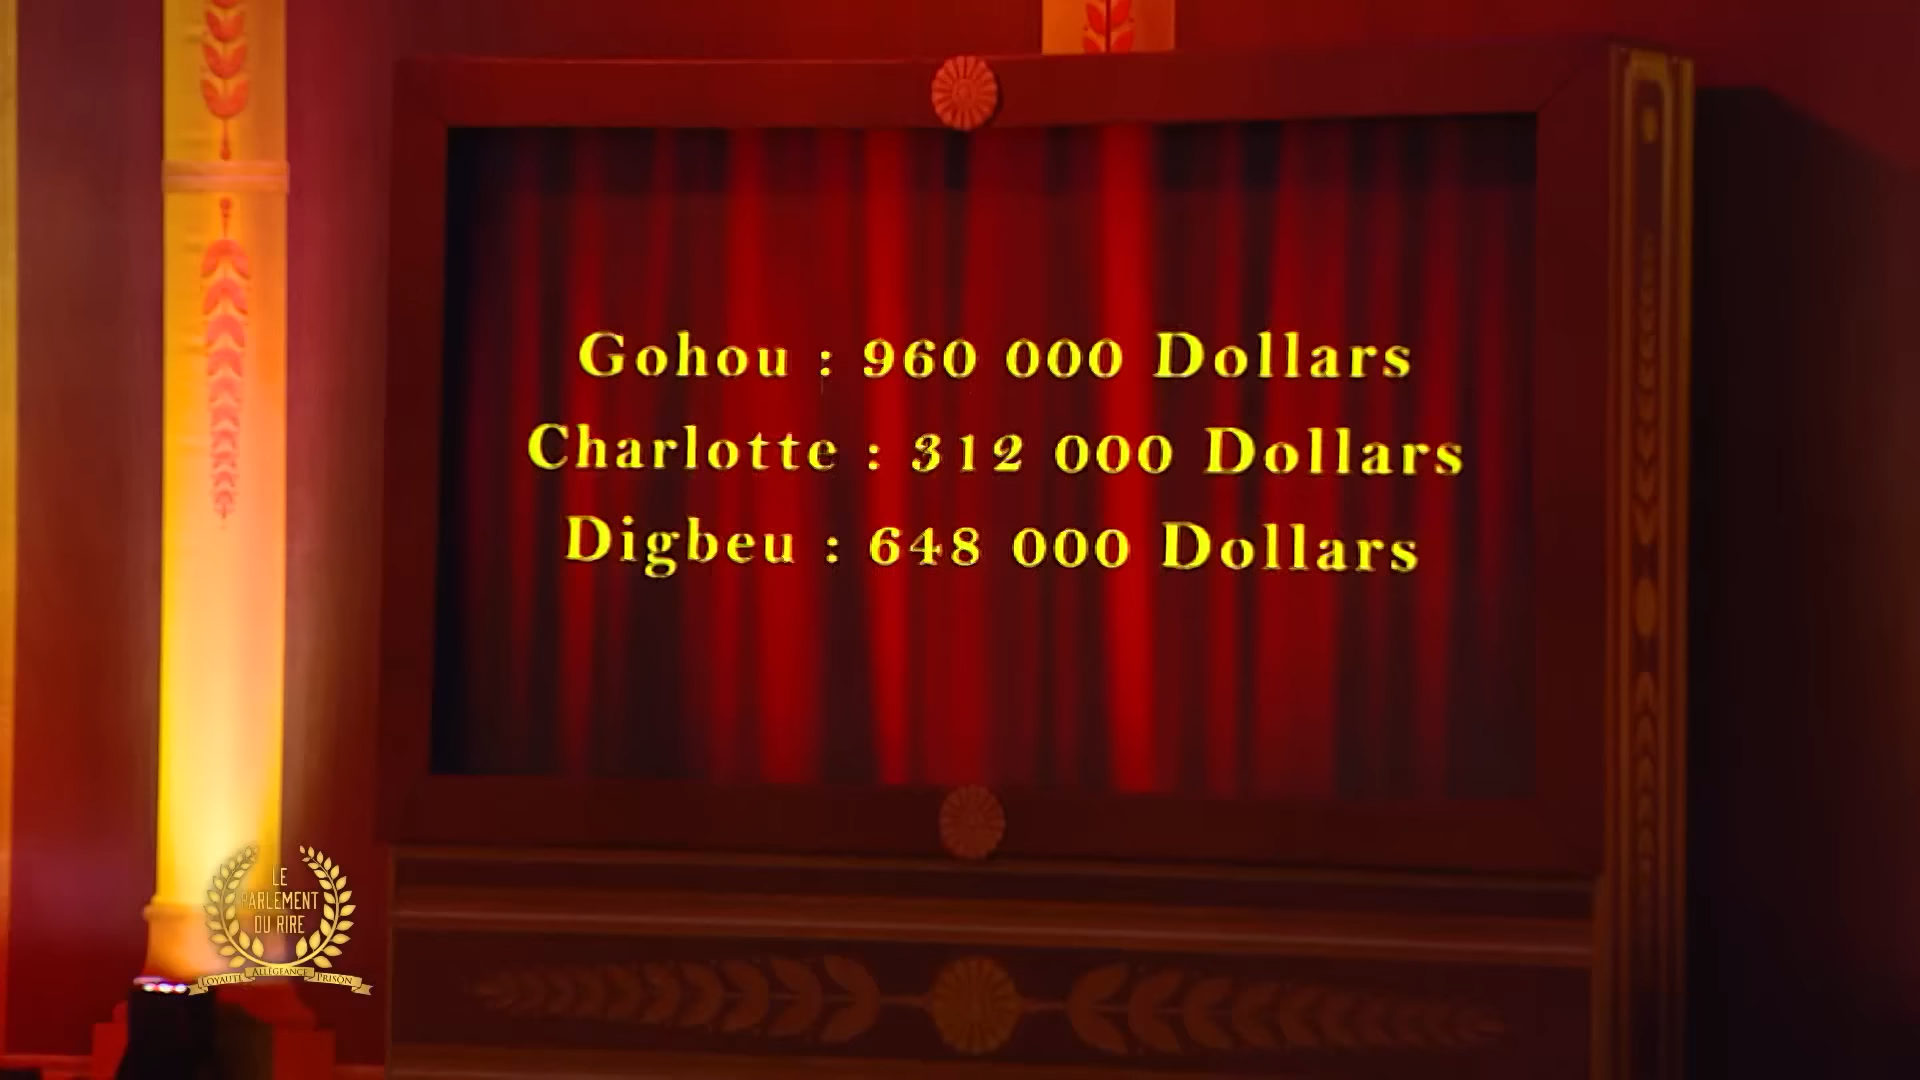 Gohou : 960 000 Dollars
Charlotte : 312 000 Dollars
Digbeu : 648 000 Dollars
LE
PARLEMENT
DU RIRE
LOYAUTÉ ALLÉGEANCE PRISON